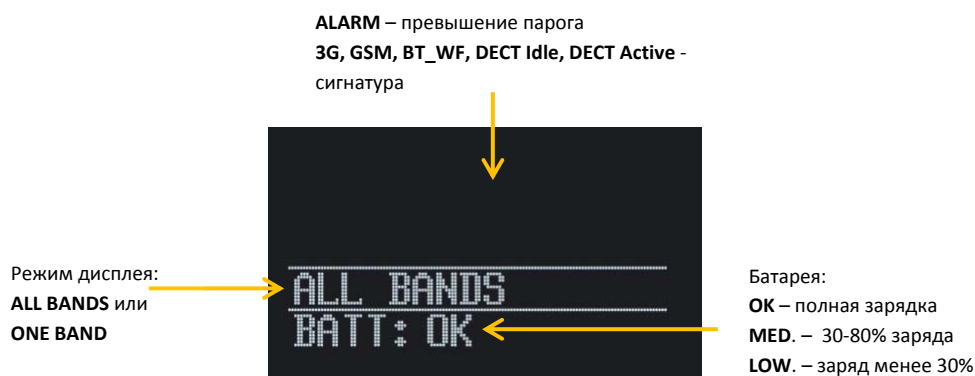 ALARM – превышение парога
3G, GSM, BT_WF, DECT Idle, DECT Active -
сигнатура
Режим дисплея:
ALL BANDS или
ONE BAND
ALL BANDS
BATT: OK
Батарея:
OK – полная зарядка
MED. – 30-80% заряда
LOW. – заряд менее 30%